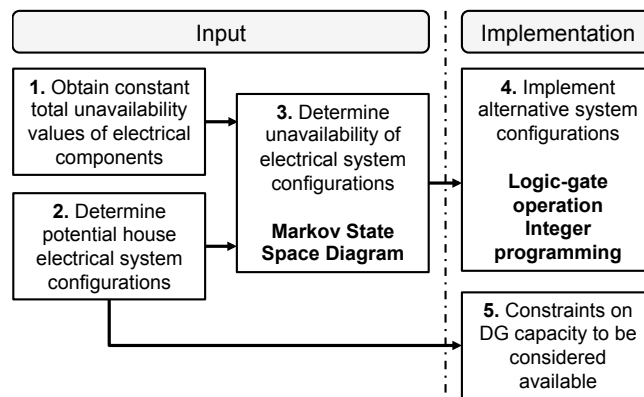 Input
Implementation
1. Obtain constant
total unavailability
values of electrical
components
2. Determine
potential house
electrical system
configurations
3. Determine
unavailability of
electrical system
configurations
Markov State
Space Diagram
4. Implement
alternative system
configurations
Logic-gate
operation
Integer
programming
5. Constraints on
DG capacity to be
considered
available